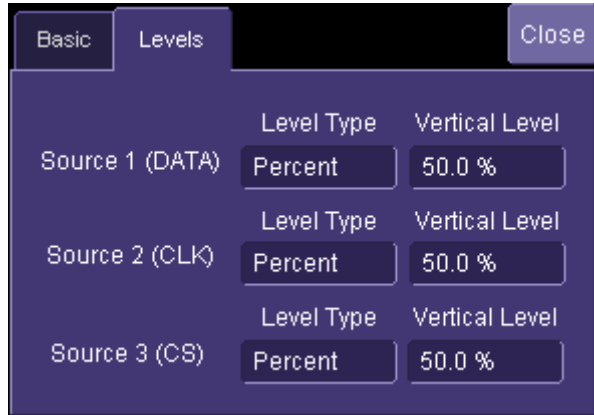 Basic Levels Close
Level Type Vertical Level
Source 1 (DATA) Percent 50.0 %
Level Type Vertical Level
Source 2 (CLK) Percent 50.0 %
Level Type Vertical Level
Source 3 (CS) Percent 50.0 %